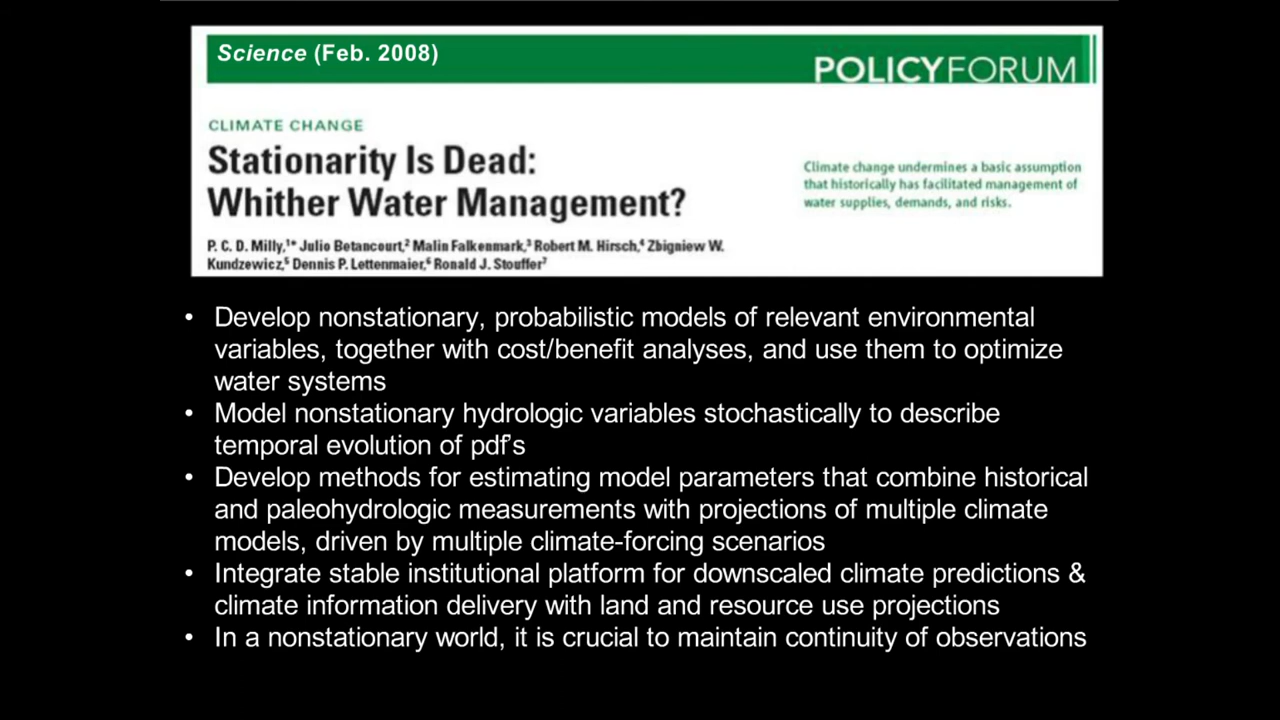 Science (Feb. 2008)
POLICYFORUM
CLIMATE CHANGE
Stationarity Is Dead:
Whither Water Management?
Climate change undermines a basic assumption
that historically has facilitated management of
water supplies, demands, and risks.
P. C. D. Milly,¹* Julio Betancourt,² Malin Falkenmark,³ Robert M. Hirsch,⁴ Zbigniew W.
Kundzewicz,⁵ Dennis P. Lettenmaier,⁶ Ronald J. Stouffer⁷
• Develop nonstationary, probabilistic models of relevant environmental
variables, together with cost/benefit analyses, and use them to optimize
water systems
• Model nonstationary hydrologic variables stochastically to describe
temporal evolution of pdf's
• Develop methods for estimating model parameters that combine historical
and paleohydrologic measurements with projections of multiple climate
models, driven by multiple climate-forcing scenarios
• Integrate stable institutional platform for downscaled climate predictions &
climate information delivery with land and resource use projections
• In a nonstationary world, it is crucial to maintain continuity of observations